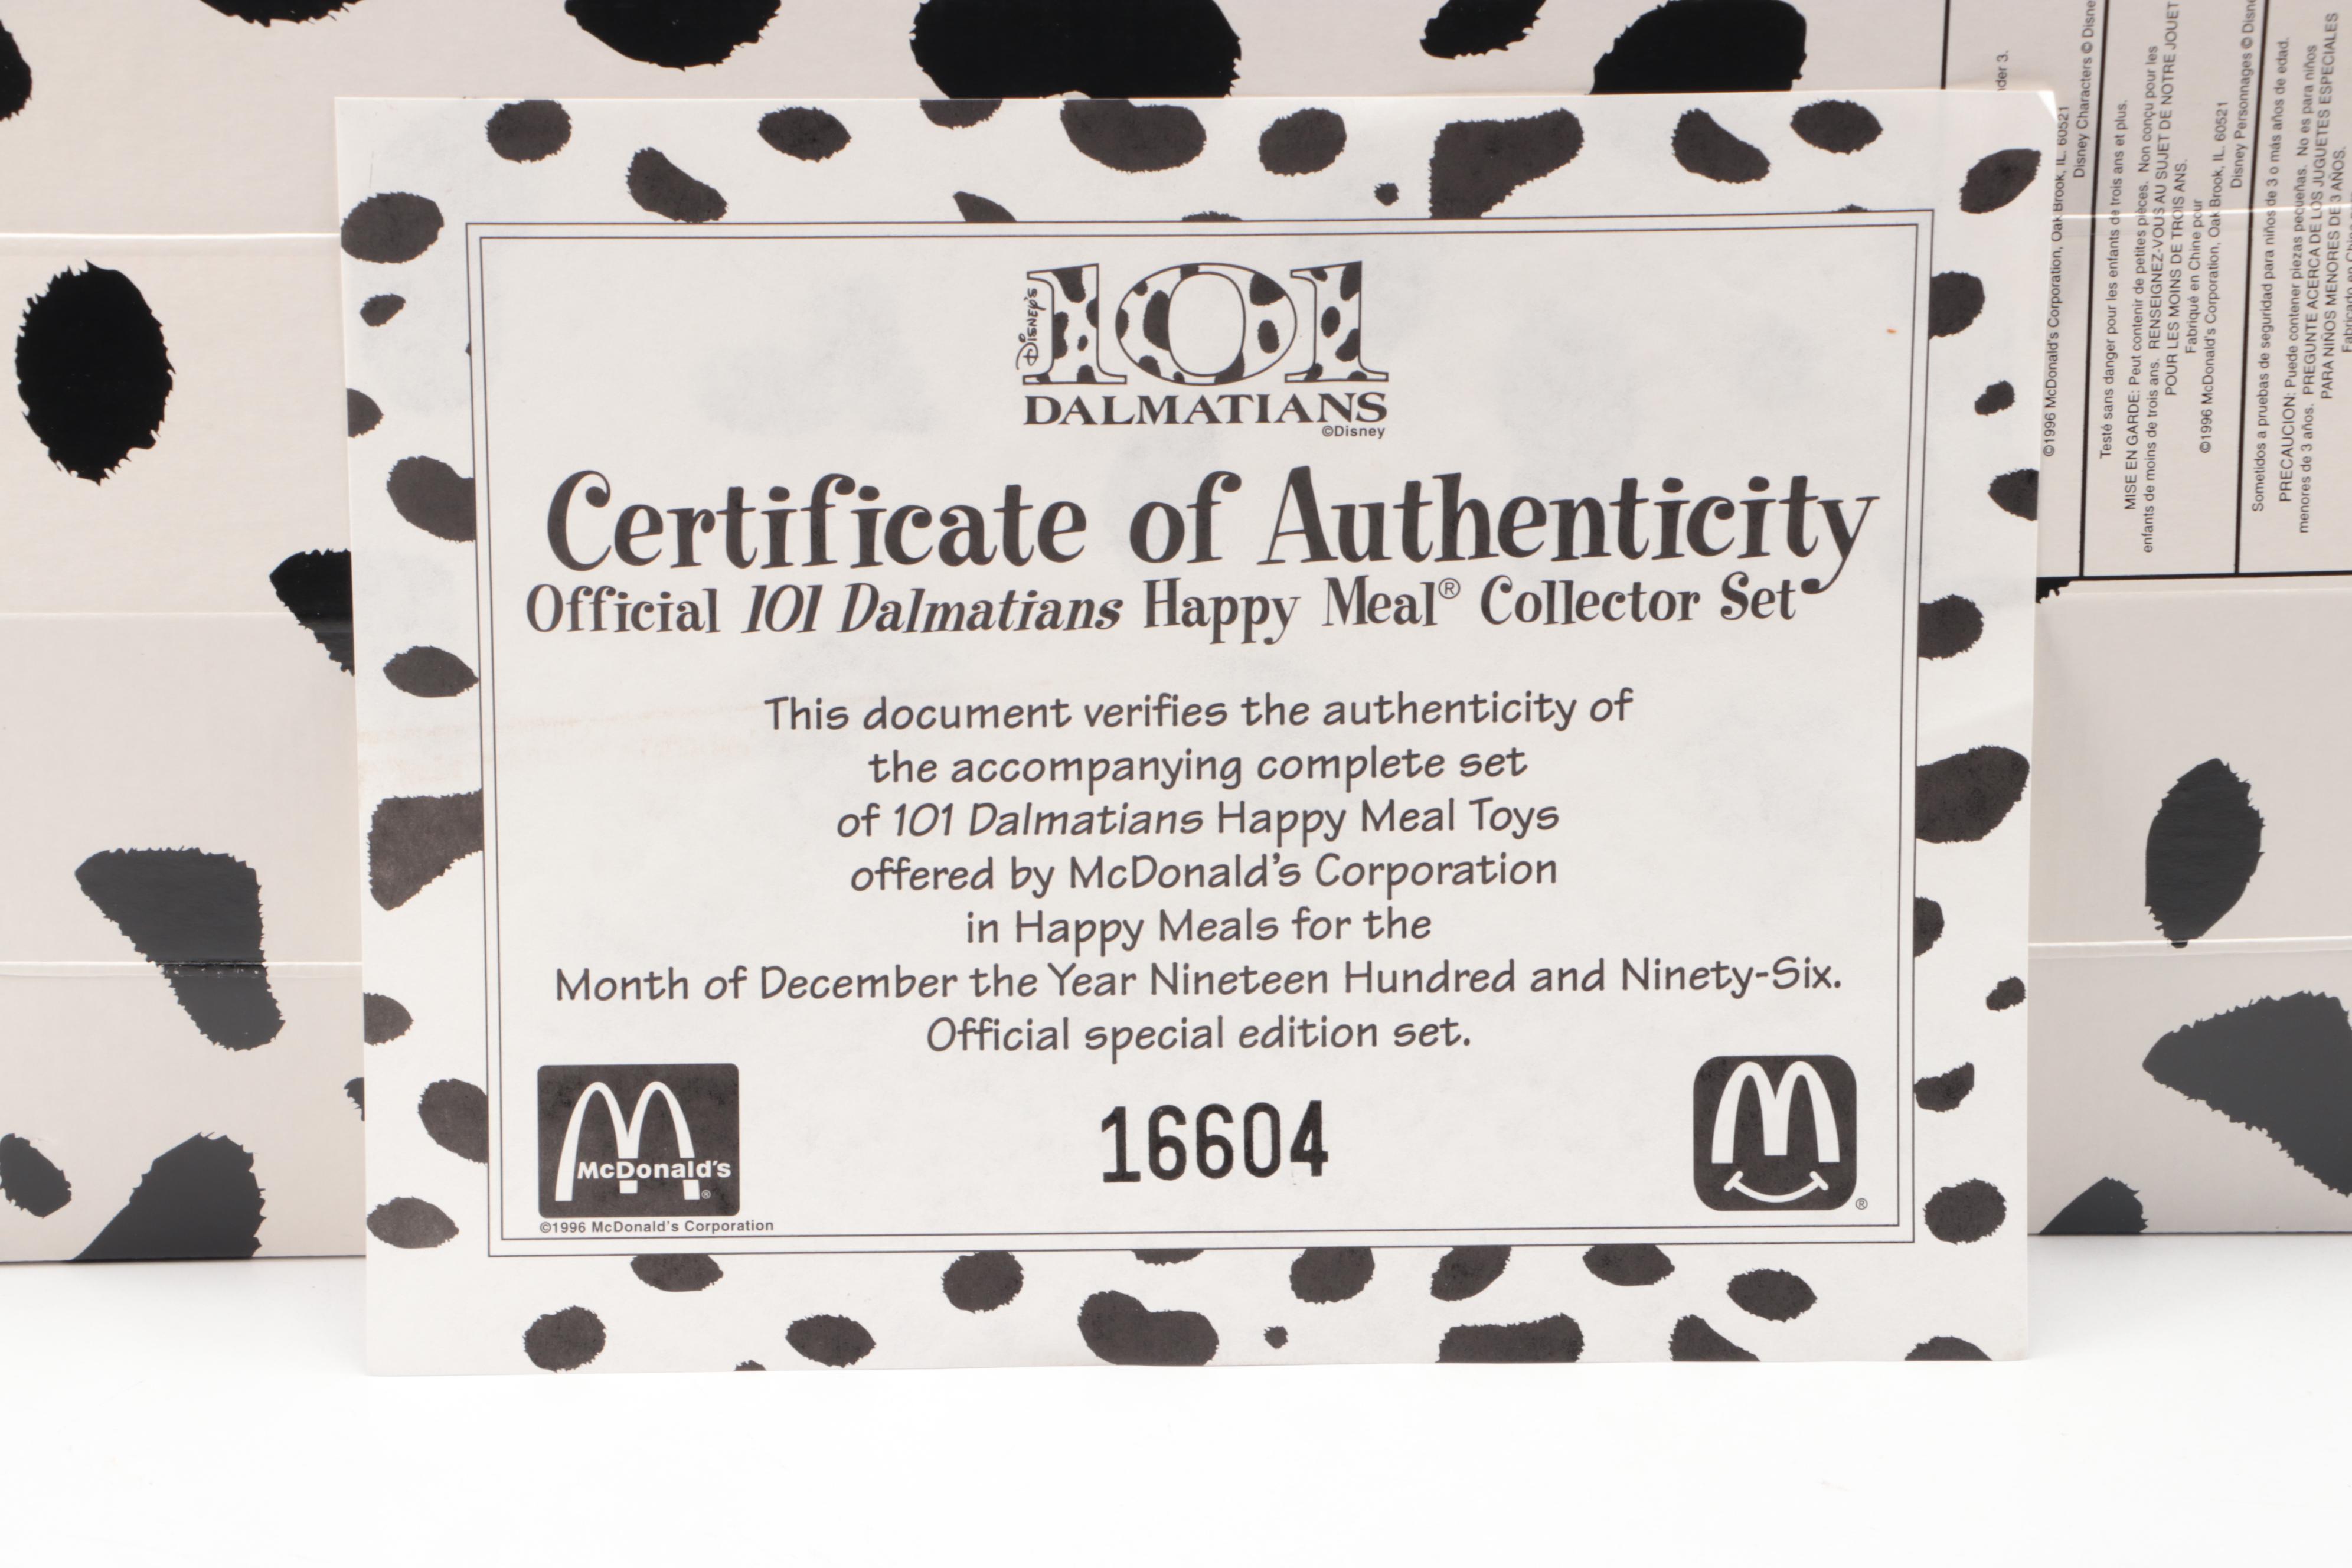 DISNEY'S
101
DALMATIANS
©Disney
Certificate of Authenticity
Official 101 Dalmatians Happy Meal® Collector Set
This document verifies the authenticity of
the accompanying complete set
of 101 Dalmatians Happy Meal Toys
offered by McDonald's Corporation
in Happy Meals for the
Month of December the Year Nineteen Hundred and Ninety-Six.
Official special edition set.
McDonald's
®
©1996 McDonald's Corporation
16604
®
der 3.
©1996 McDonald's Corporation, Oak Brook, IL. 60521
Disney Characters © Disne
Testé sans danger pour les enfants de trois ans et plus.
MISE EN GARDE: Peut contenir de petites pièces. Non conçu pour les
enfants de moins de trois ans. RENSEIGNEZ-VOUS AU SUJET DE NOTRE JOUET
POUR LES MOINS DE TROIS ANS.
Fabriqué en Chine pour
©1996 McDonald's Corporation, Oak Brook, IL. 60521
Disney Personnages © Disne
Sometidos a pruebas de seguridad para niños de 3 o más años de edad.
PRECAUCION: Puede contener piezas pequeñas. No es para niños
menores de 3 años. PREGUNTE ACERCA DE LOS JUGUETES ESPECIALES
PARA NIÑOS MENORES DE 3 AÑOS.
Fabricado en